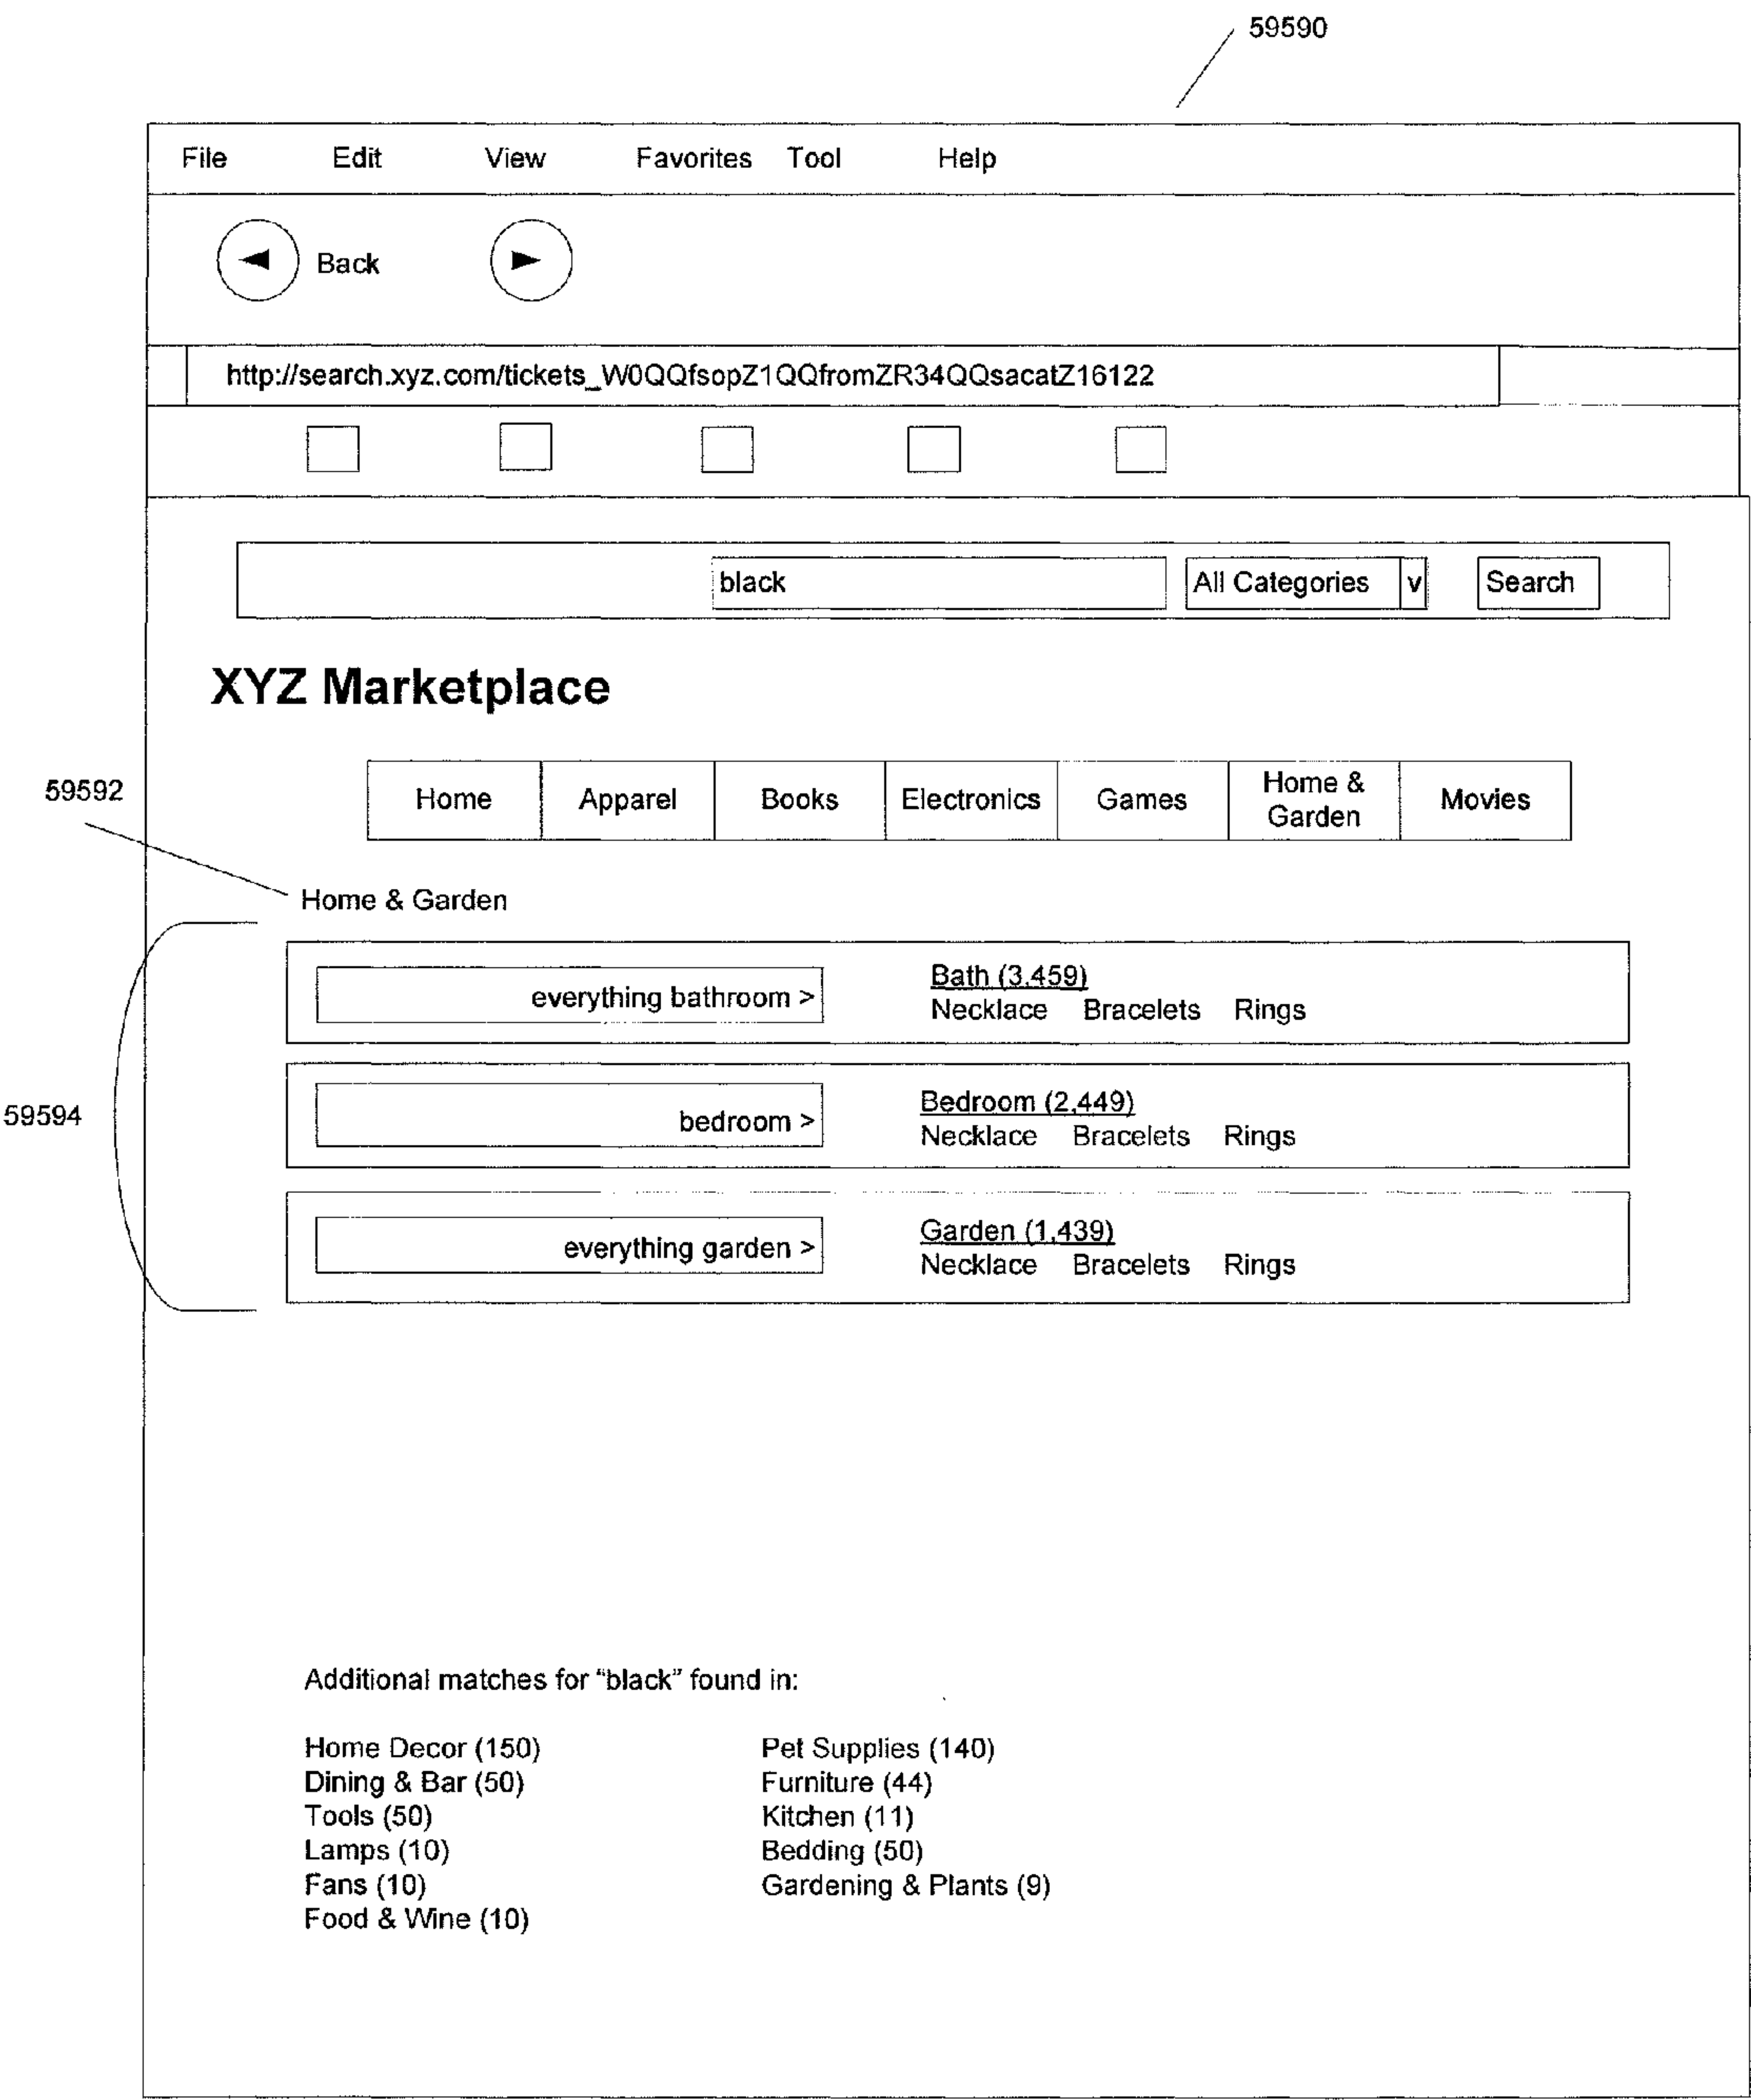 59590
File Edit View Favorites Tool Help
Back
http://search.xyz.com/tickets_W0QQfsopZ1QQfromZR34QQsacatZ16122
black All Categories v Search
XYZ Marketplace
59592
Home Apparel Books Electronics Games Home & Garden Movies
Home & Garden
everything bathroom > Bath (3,459)
Necklace Bracelets Rings
59594
bedroom > Bedroom (2,449)
Necklace Bracelets Rings
everything garden > Garden (1,439)
Necklace Bracelets Rings
Additional matches for “black” found in:
Home Decor (150) Pet Supplies (140)
Dining & Bar (50) Furniture (44)
Tools (50) Kitchen (11)
Lamps (10) Bedding (50)
Fans (10) Gardening & Plants (9)
Food & Wine (10)